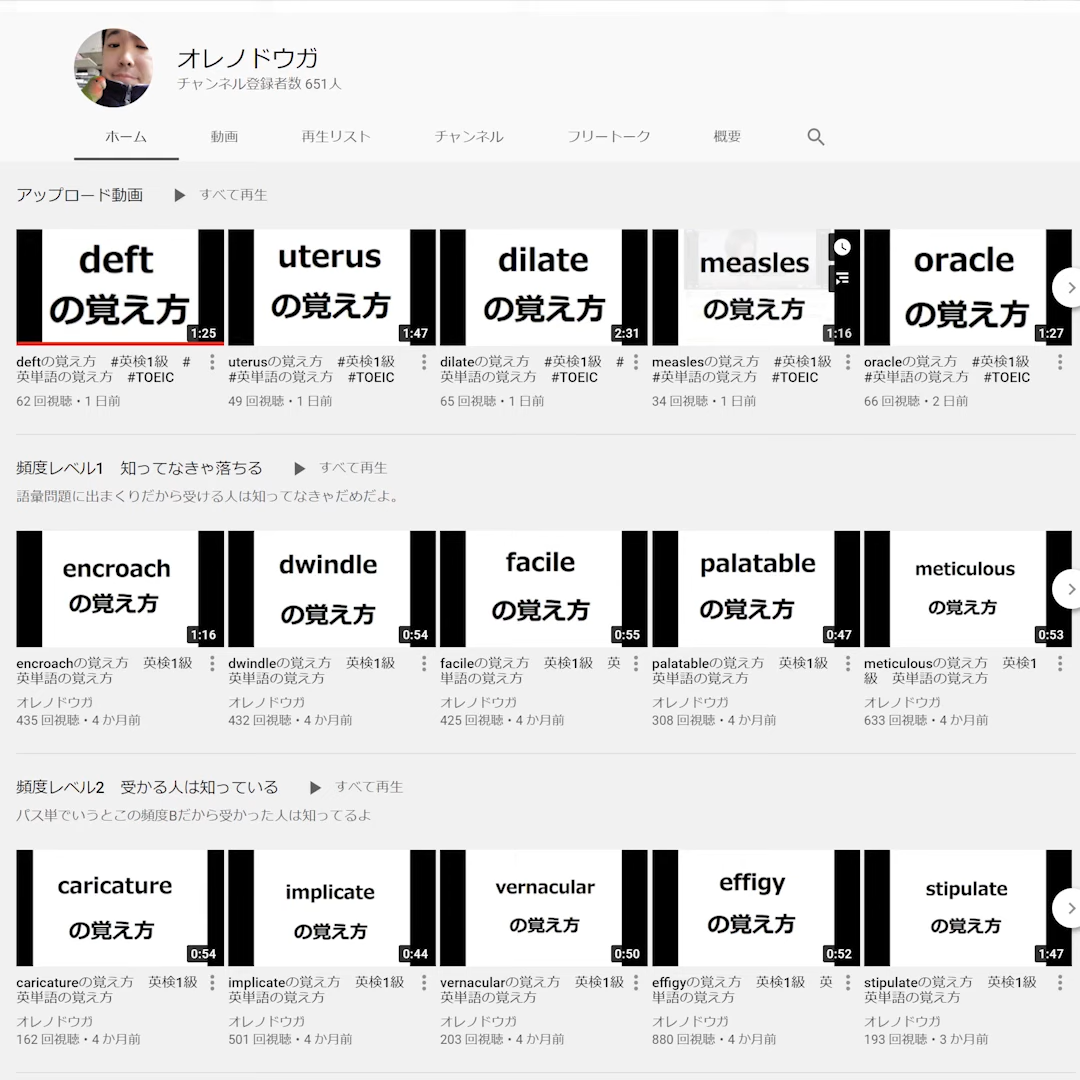 オレノドウガ
チャンネル登録者数 651人
ホーム 動画 再生リスト チャンネル フリートーク 概要
アップロード動画 すべて再生
deft
の覚え方
1:25
uterus
の覚え方
1:47
dilate
の覚え方
2:31
measles
の覚え方
1:16
oracle
の覚え方
1:27
deftの覚え方 #英検1級 #
英単語の覚え方 #TOEIC
62 回視聴・1 日前
uterusの覚え方 #英検1級
#英単語の覚え方 #TOEIC
49 回視聴・1 日前
dilateの覚え方 #英検1級 #
英単語の覚え方 #TOEIC
65 回視聴・1 日前
measlesの覚え方 #英検1級
#英単語の覚え方 #TOEIC
34 回視聴・1 日前
oracleの覚え方 #英検1級
#英単語の覚え方 #TOEIC
66 回視聴・2 日前
頻度レベル1 知ってなきゃ落ちる すべて再生
語彙問題に出まくりだから受ける人は知ってなきゃだめだよ。
encroach
の覚え方
1:16
dwindle
の覚え方
0:54
facile
の覚え方
0:55
palatable
の覚え方
0:47
meticulous
の覚え方
0:53
encroachの覚え方 英検1級
英単語の覚え方
オレノドウガ
435 回視聴・4 か月前
dwindleの覚え方 英検1級
英単語の覚え方
オレノドウガ
432 回視聴・4 か月前
facileの覚え方 英検1級 英
単語の覚え方
オレノドウガ
425 回視聴・4 か月前
palatableの覚え方 英検1級
英単語の覚え方
オレノドウガ
308 回視聴・4 か月前
meticulousの覚え方 英検1
級 英単語の覚え方
オレノドウガ
633 回視聴・4 か月前
頻度レベル2 受かる人は知っている すべて再生
パス単でいうとこの頻度Bだから受かった人は知ってるよ
caricature
の覚え方
0:54
implicate
の覚え方
0:44
vernacular
の覚え方
0:50
effigy
の覚え方
0:52
stipulate
の覚え方
1:47
caricatureの覚え方 英検1級
英単語の覚え方
オレノドウガ
162 回視聴・4 か月前
implicateの覚え方 英検1級
英単語の覚え方
オレノドウガ
501 回視聴・4 か月前
vernacularの覚え方 英検1級
英単語の覚え方
オレノドウガ
203 回視聴・4 か月前
effigyの覚え方 英検1級 英
単語の覚え方
オレノドウガ
880 回視聴・4 か月前
stipulateの覚え方 英検1級
英単語の覚え方
オレノドウガ
193 回視聴・3 か月前